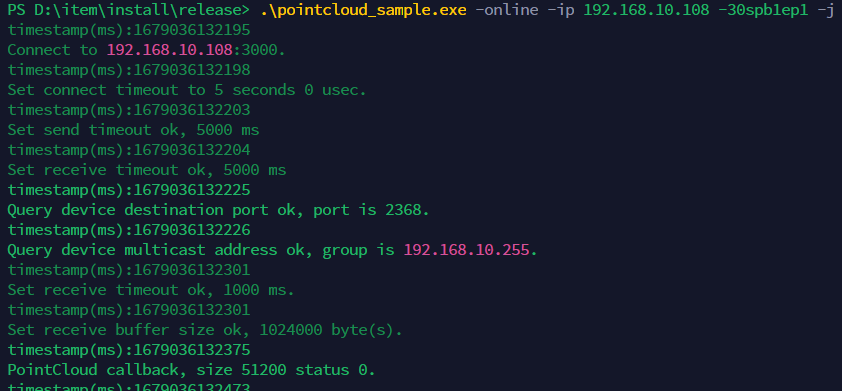 PS D:\item\install\release> .\pointcloud_sample.exe -online -ip 192.168.10.108 -30spb1ep1 -j
timestamp(ms):1679036132195
Connect to 192.168.10.108:3000.
timestamp(ms):1679036132198
Set connect timeout to 5 seconds 0 usec.
timestamp(ms):1679036132203
Set send timeout ok, 5000 ms
timestamp(ms):1679036132204
Set receive timeout ok, 5000 ms
timestamp(ms):1679036132225
Query device destination port ok, port is 2368.
timestamp(ms):1679036132226
Query device multicast address ok, group is 192.168.10.255.
timestamp(ms):1679036132301
Set receive timeout ok, 1000 ms.
timestamp(ms):1679036132301
Set receive buffer size ok, 1024000 byte(s).
timestamp(ms):1679036132375
PointCloud callback, size 51200 status 0.
timestamp(ms):1679036132473